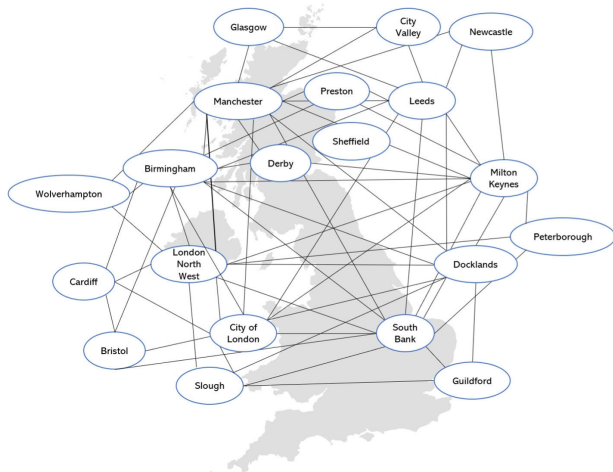 Glasgow
City
Valley
Newcastle
Manchester
Preston
Leeds
Sheffield
Birmingham
Derby
Milton
Keynes
Wolverhampton
Peterborough
London
North
West
Docklands
Cardiff
City of
London
South
Bank
Bristol
Slough
Guildford